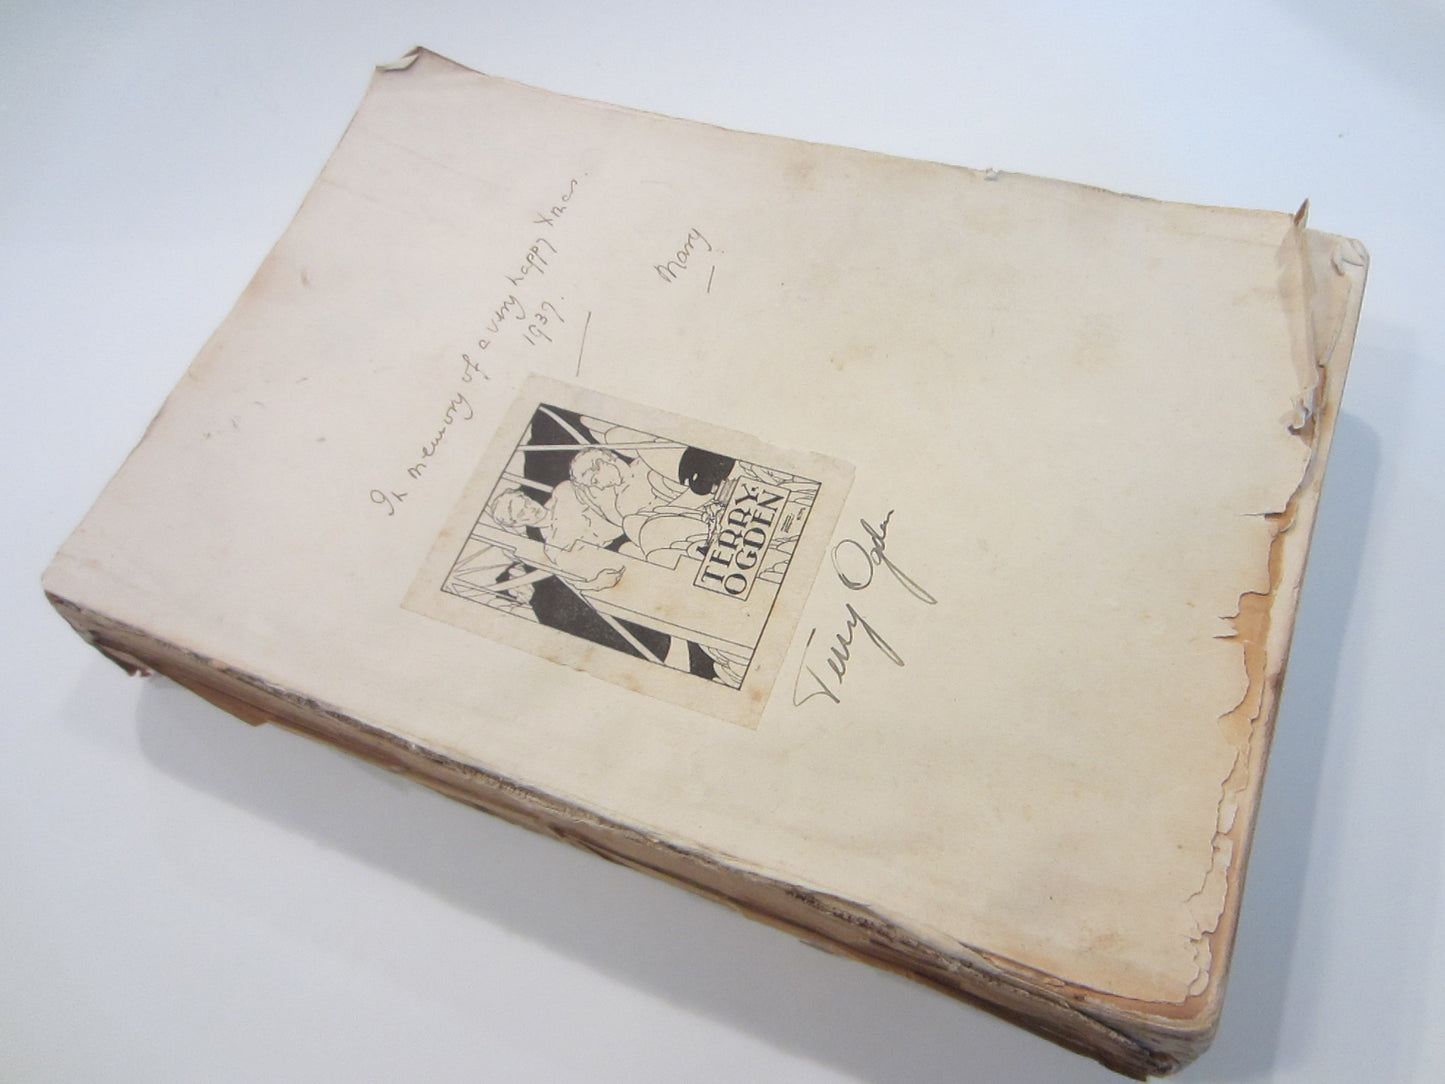 In memory of a very happy Xmas.
1937.
Mary
TERRY·
OGDEN
Terry Ogden